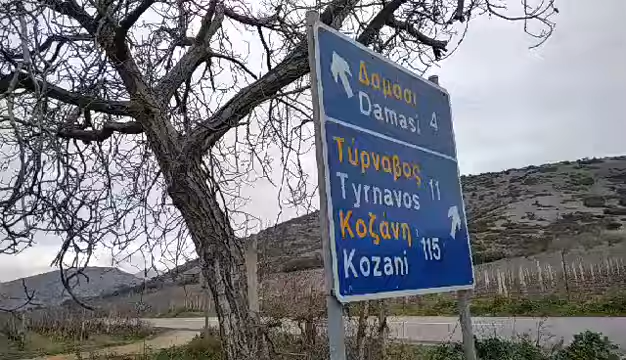 Δαμάσι
Damasi 4
Τύρναβος
Tyrnavos 11
Κοζάνη
Kozani 115